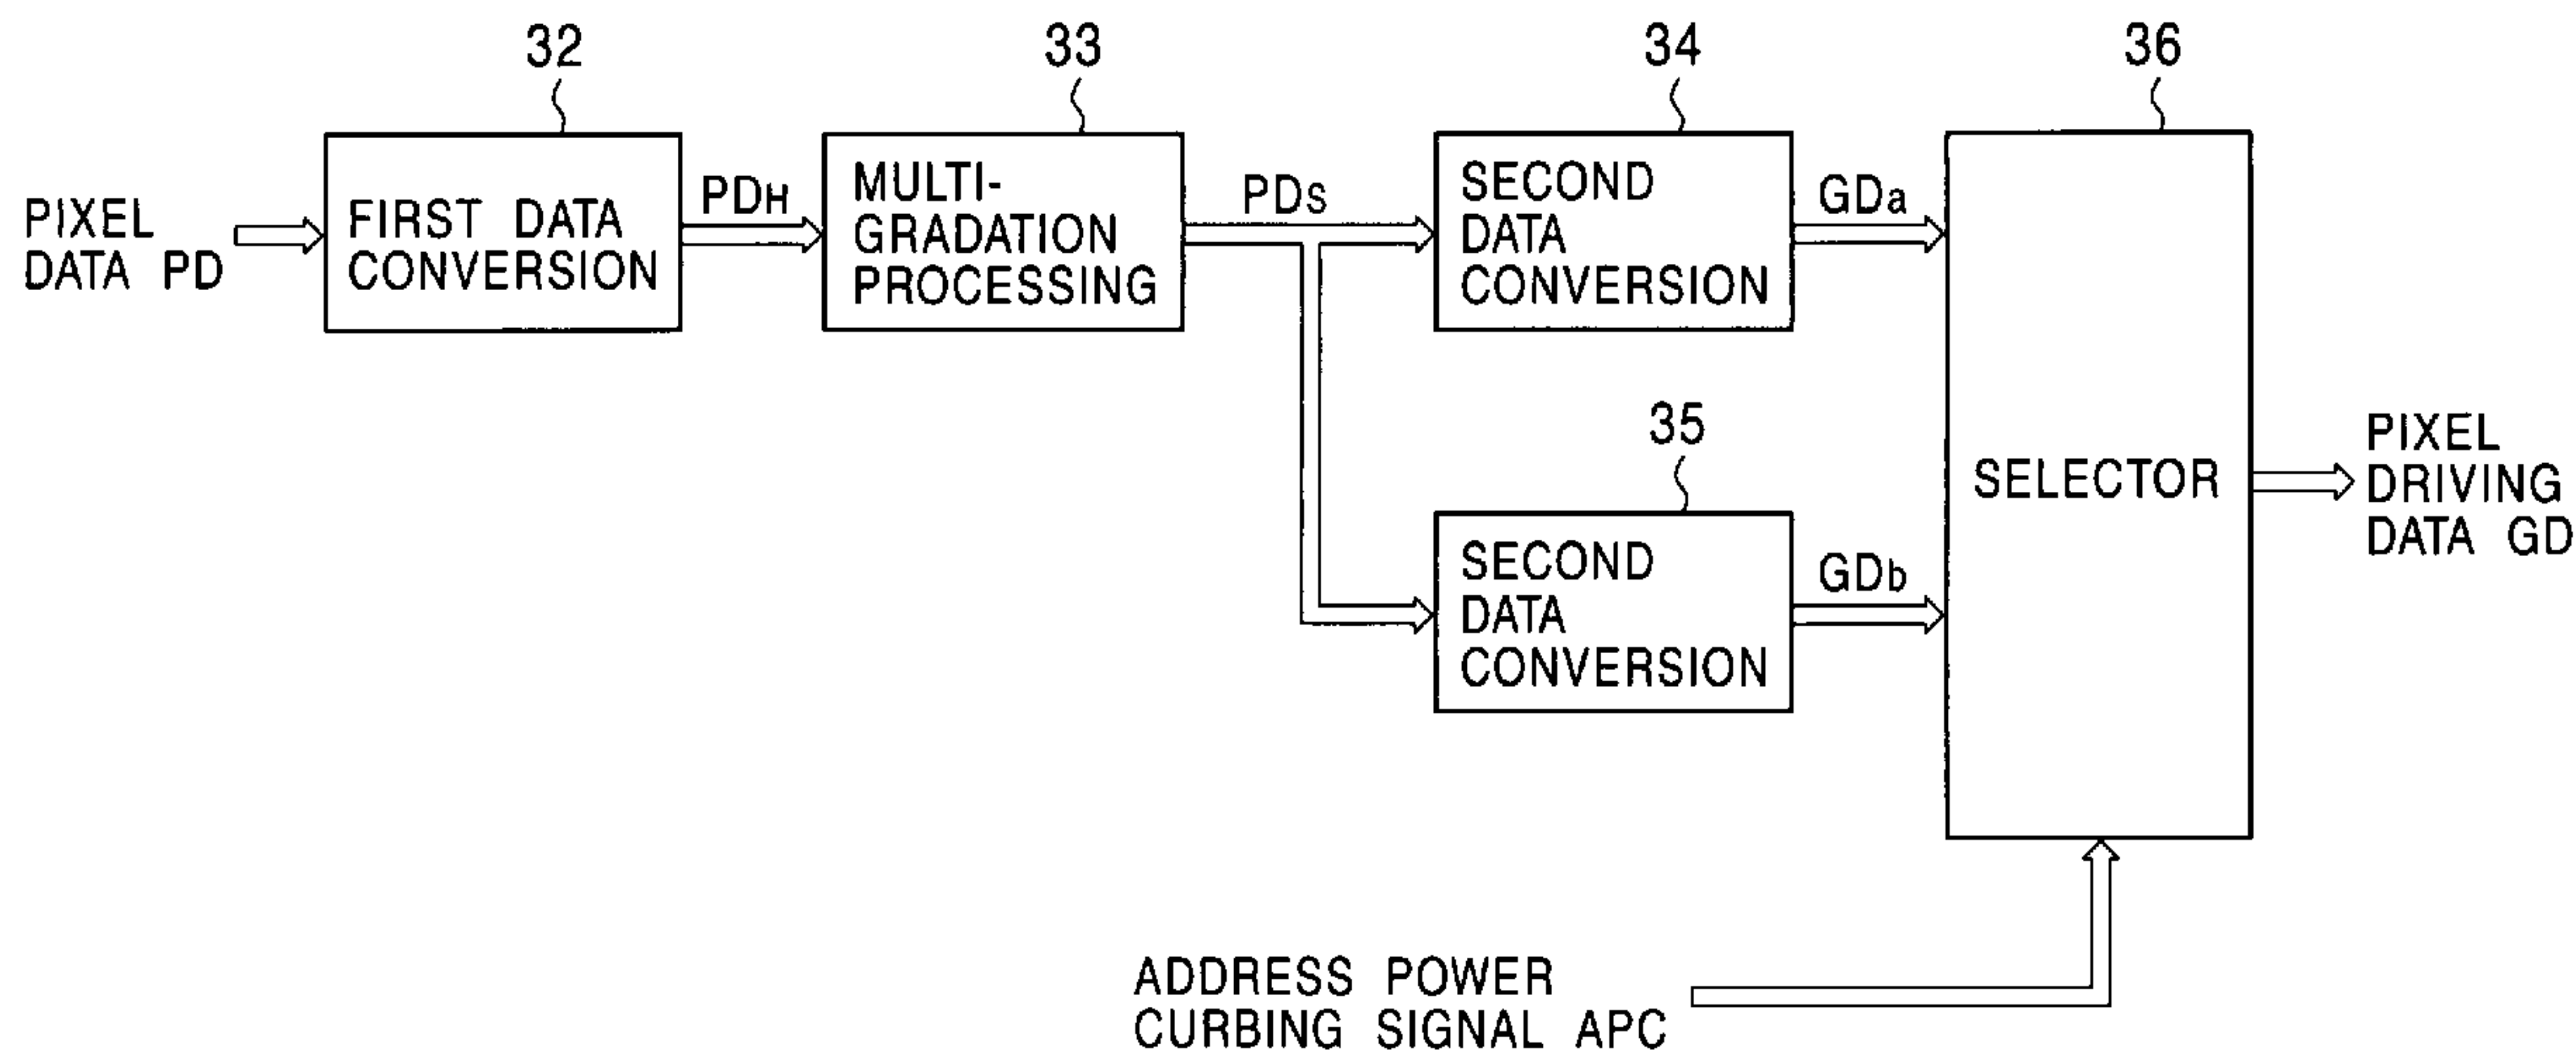 32
33
34
36
PIXEL
DATA PD
FIRST DATA
CONVERSION
PDH
MULTI-
GRADATION
PROCESSING
PDS
SECOND
DATA
CONVERSION
GDa
35
SECOND
DATA
CONVERSION
GDb
SELECTOR
PIXEL
DRIVING
DATA GD
ADDRESS POWER
CURBING SIGNAL APC